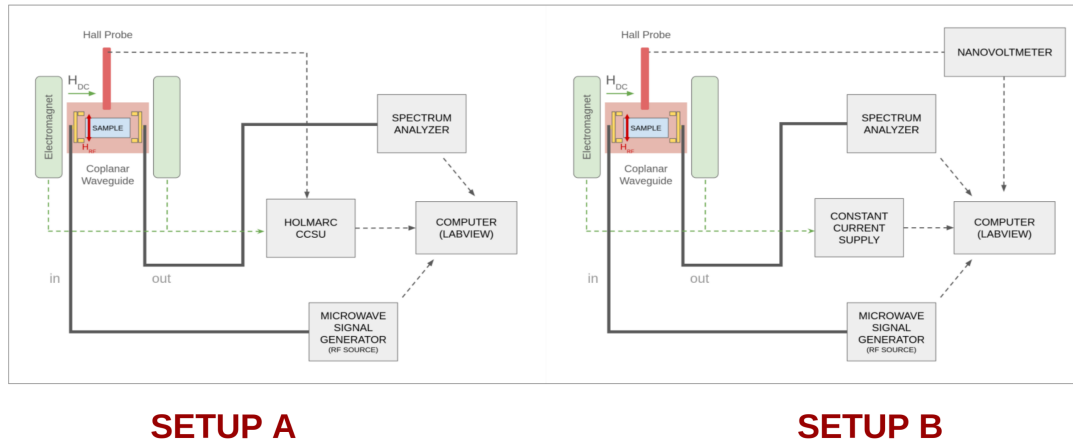 Hall Probe
H DC
Electromagnet
SAMPLE
H RF
Coplanar
Waveguide
SPECTRUM
ANALYZER
HOLMARC
CCSU
COMPUTER
(LABVIEW)
in
out
MICROWAVE
SIGNAL
GENERATOR
(RF SOURCE)
Hall Probe
NANOVOLTMETER
H DC
Electromagnet
SAMPLE
H RF
Coplanar
Waveguide
SPECTRUM
ANALYZER
CONSTANT
CURRENT
SUPPLY
COMPUTER
(LABVIEW)
in
out
MICROWAVE
SIGNAL
GENERATOR
(RF SOURCE)
SETUP A
SETUP B